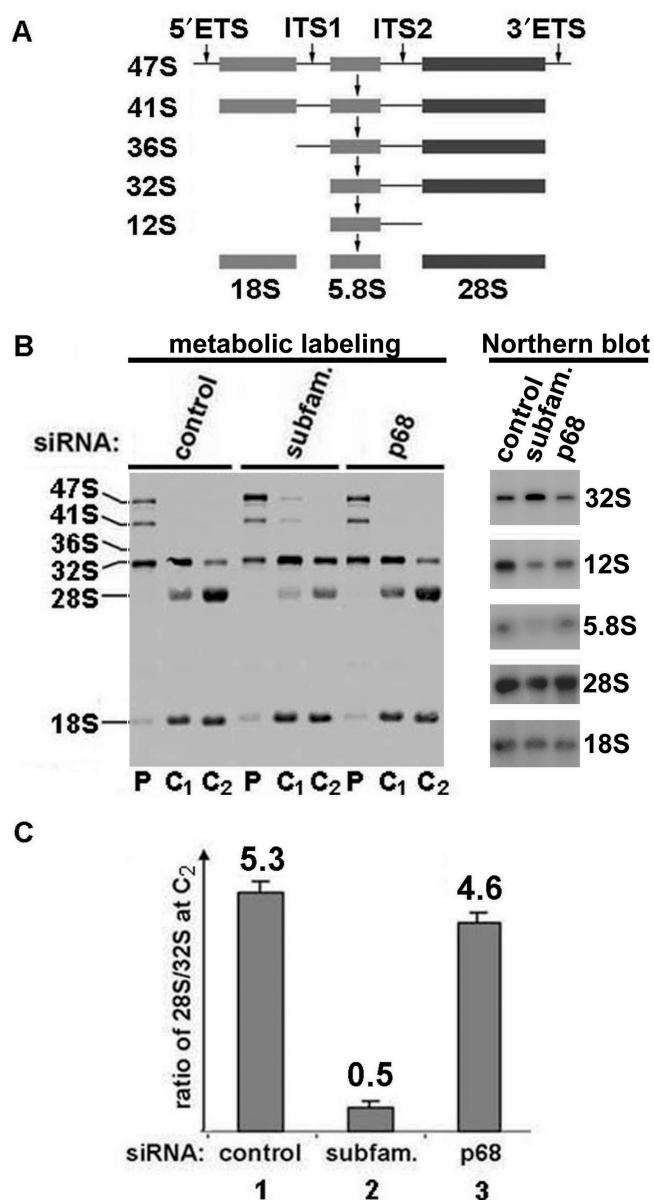 A
5′ETS ITS1 ITS2 3′ETS
47S
41S
36S
32S
12S
18S 5.8S 28S
B
metabolic labeling
siRNA: control subfam. p68
47S
41S
36S
32S
28S
18S
P C1 C2 P C1 C2 P C1 C2
Northern blot
control subfam. p68
32S
12S
5.8S
28S
18S
C
ratio of 28S/32S at C2
5.3 0.5 4.6
siRNA: control subfam. p68
1 2 3